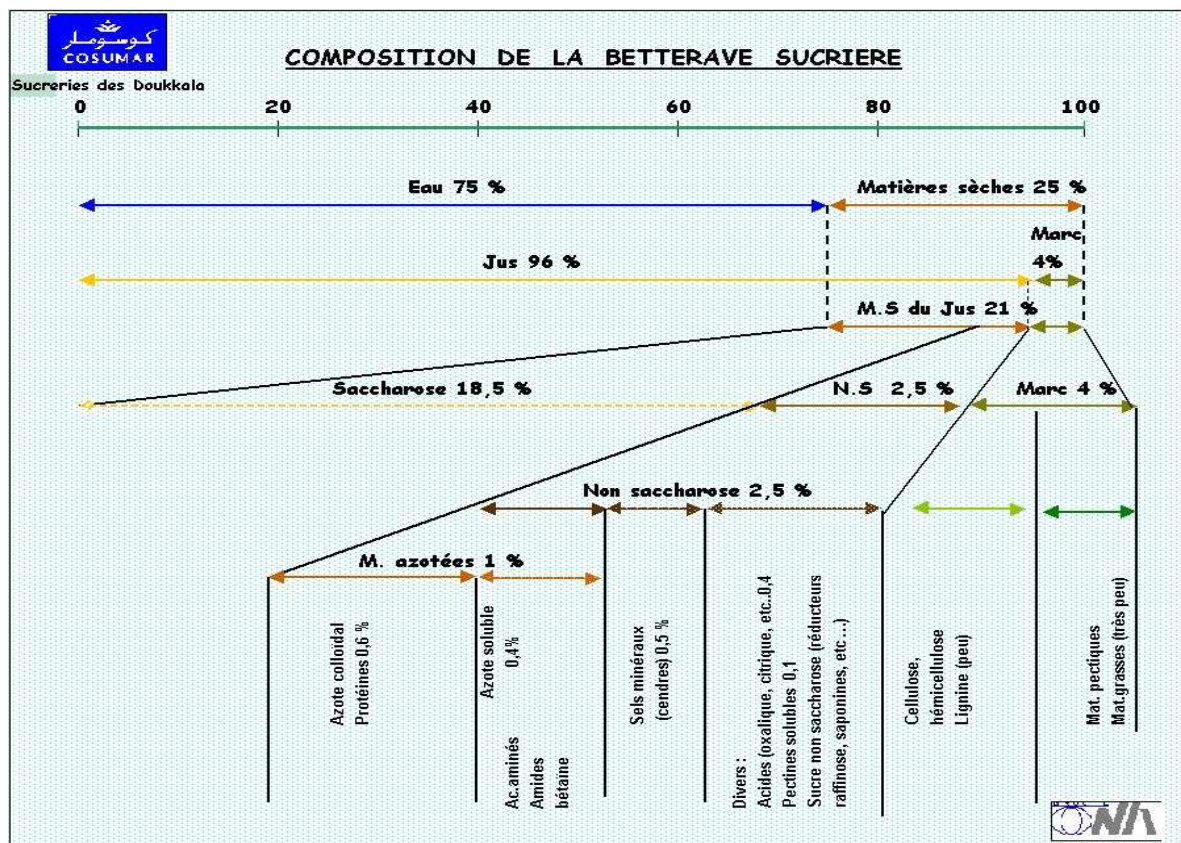 كوسومار
COSUMAR
COMPOSITION DE LA BETTERAVE SUCRIERE
Sucreries des Doukkala
0 20 40 60 80 100
Eau 75 %
Matières sèches 25 %
Marc
4%
Jus 96 %
M.S du Jus 21 %
Saccharose 18,5 %
N.S 2,5 %
Marc 4 %
Non saccharose 2,5 %
M. azotées 1 %
Azote colloïdal
Protéines 0,6 %
Azote soluble
0,4%
Ac.aminés
Amides
bétaïne
Sels minéraux
(cendres) 0,5 %
Divers :
Acides (oxalique, citrique, etc..0,4
Pectines solubles 0,1
Sucre non saccharose (réducteurs
raffinose, saponines, etc ...)
Cellulose,
hémicellulose
Lignine (peu)
Mat. pectiques
Mat.grasses (très peu)
ONA